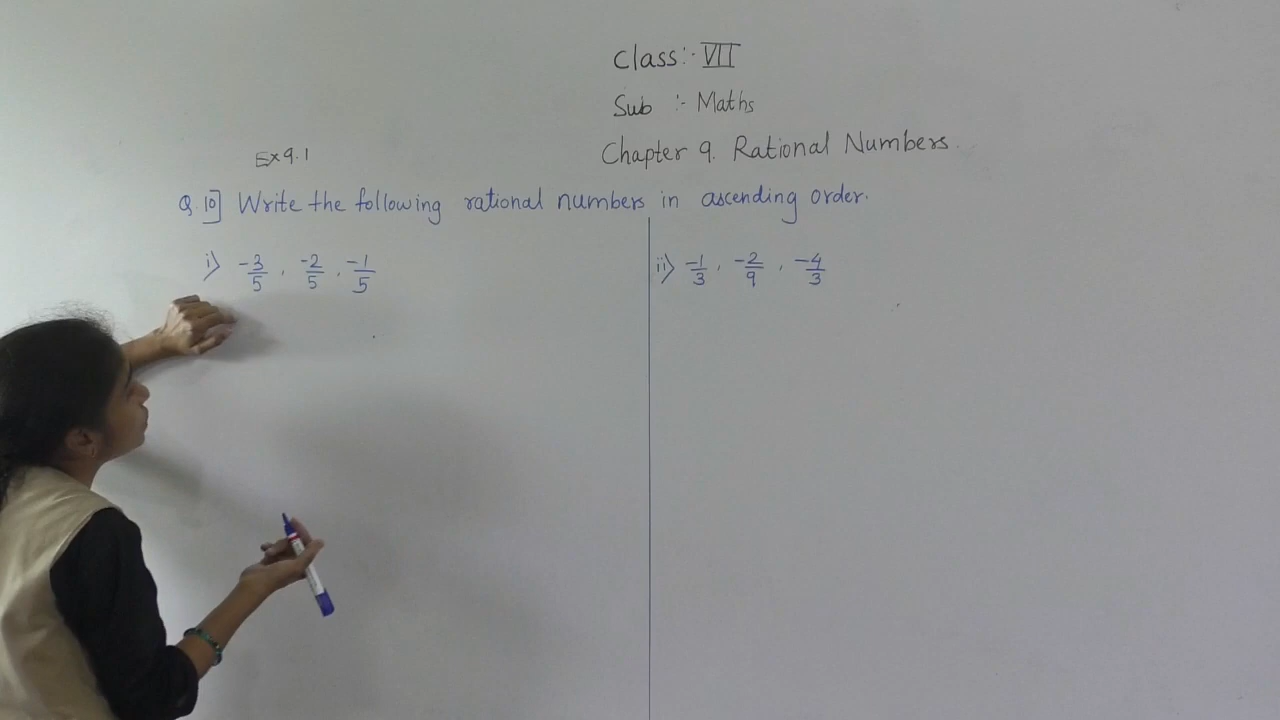 Class:- VII
Sub :- Maths
Chapter 9. Rational Numbers.
Ex 9.1
Q.10] Write the following rational numbers in ascending order.
i) -3/5, -2/5, -1/5
ii) -1/3, -2/9, -4/3